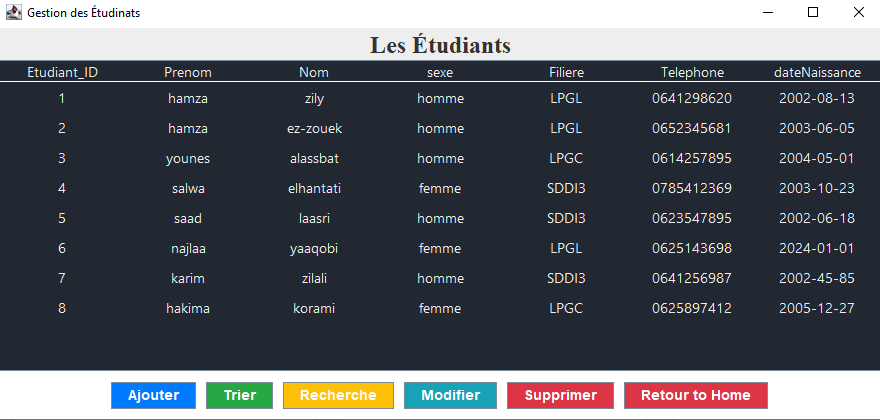 Gestion des Étudinats
Les Étudiants
Etudiant_ID Prenom Nom sexe Filiere Telephone dateNaissance
1 hamza zily homme LPGL 0641298620 2002-08-13
2 hamza ez-zouek homme LPGL 0652345681 2003-06-05
3 younes alassbat homme LPGC 0614257895 2004-05-01
4 salwa elhantati femme SDDI3 0785412369 2003-10-23
5 saad laasri homme SDDI3 0623547895 2002-06-18
6 najlaa yaaqobi femme LPGL 0625143698 2024-01-01
7 karim zilali homme SDDI3 0641256987 2002-45-85
8 hakima korami femme LPGC 0625897412 2005-12-27
Ajouter Trier Recherche Modifier Supprimer Retour to Home